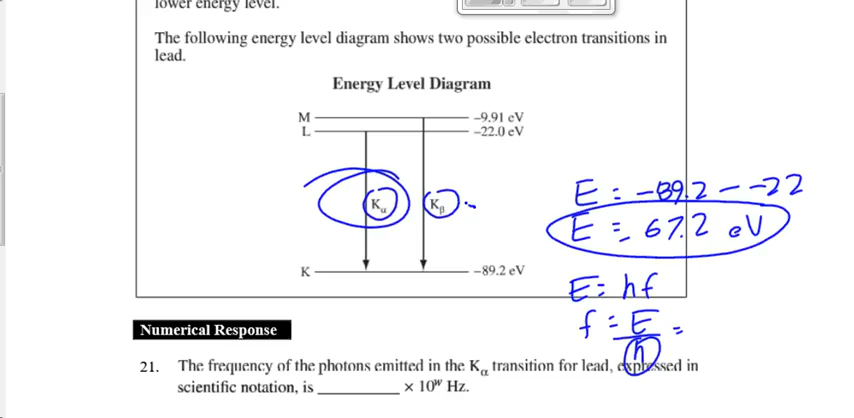 lower energy level.
The following energy level diagram shows two possible electron transitions in
lead.
Energy Level Diagram
M −9.91 eV
L −22.0 eV
Kα Kβ
E = -89.2 - -22
E = 67.2 eV
K −89.2 eV
E = hf
f = E/h =
Numerical Response
21. The frequency of the photons emitted in the Kα transition for lead, expressed in
scientific notation, is ________ × 10ʷ Hz.